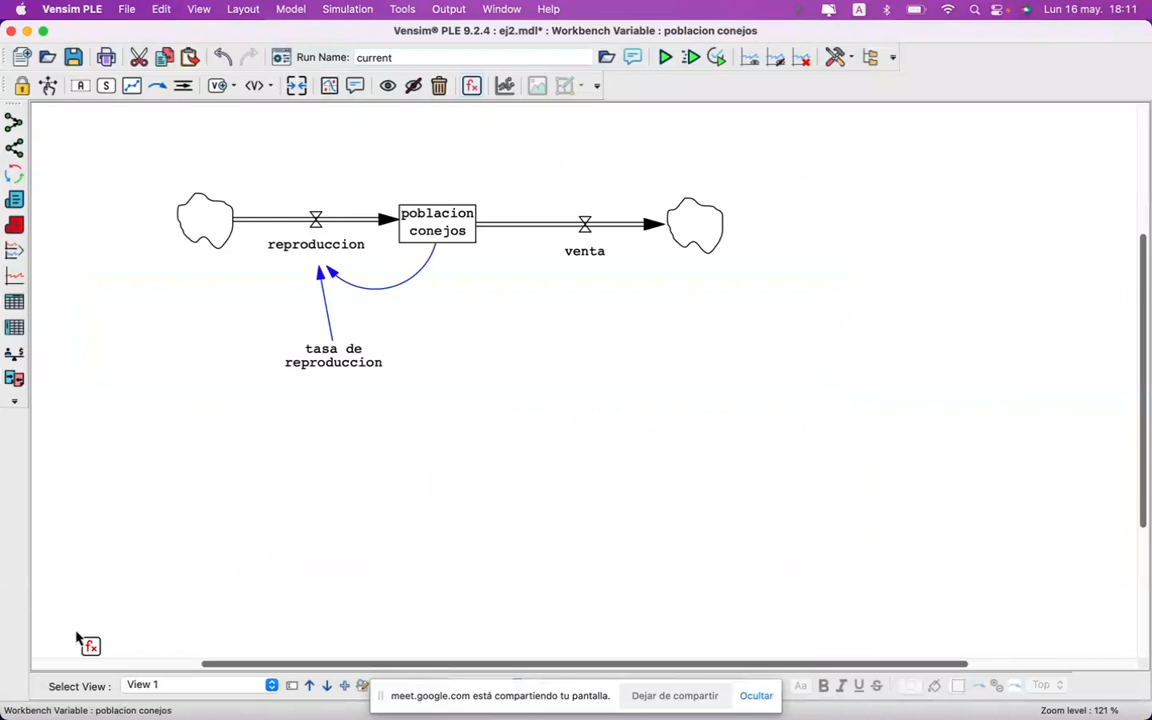 Vensim PLE File Edit View Layout Model Simulation Tools Output Window Help A Lun 16 may. 18:11
Vensim® PLE 9.2.4 : ej2.mdl* : Workbench Variable : poblacion conejos
Run Name: current
A S <V> fx
poblacion
conejos
reproduccion
venta
tasa de
reproduccion
fx
Select View : View 1
meet.google.com está compartiendo tu pantalla. Dejar de compartir Ocultar
Aa B I U S Top
Workbench Variable : poblacion conejos Zoom level : 121 %